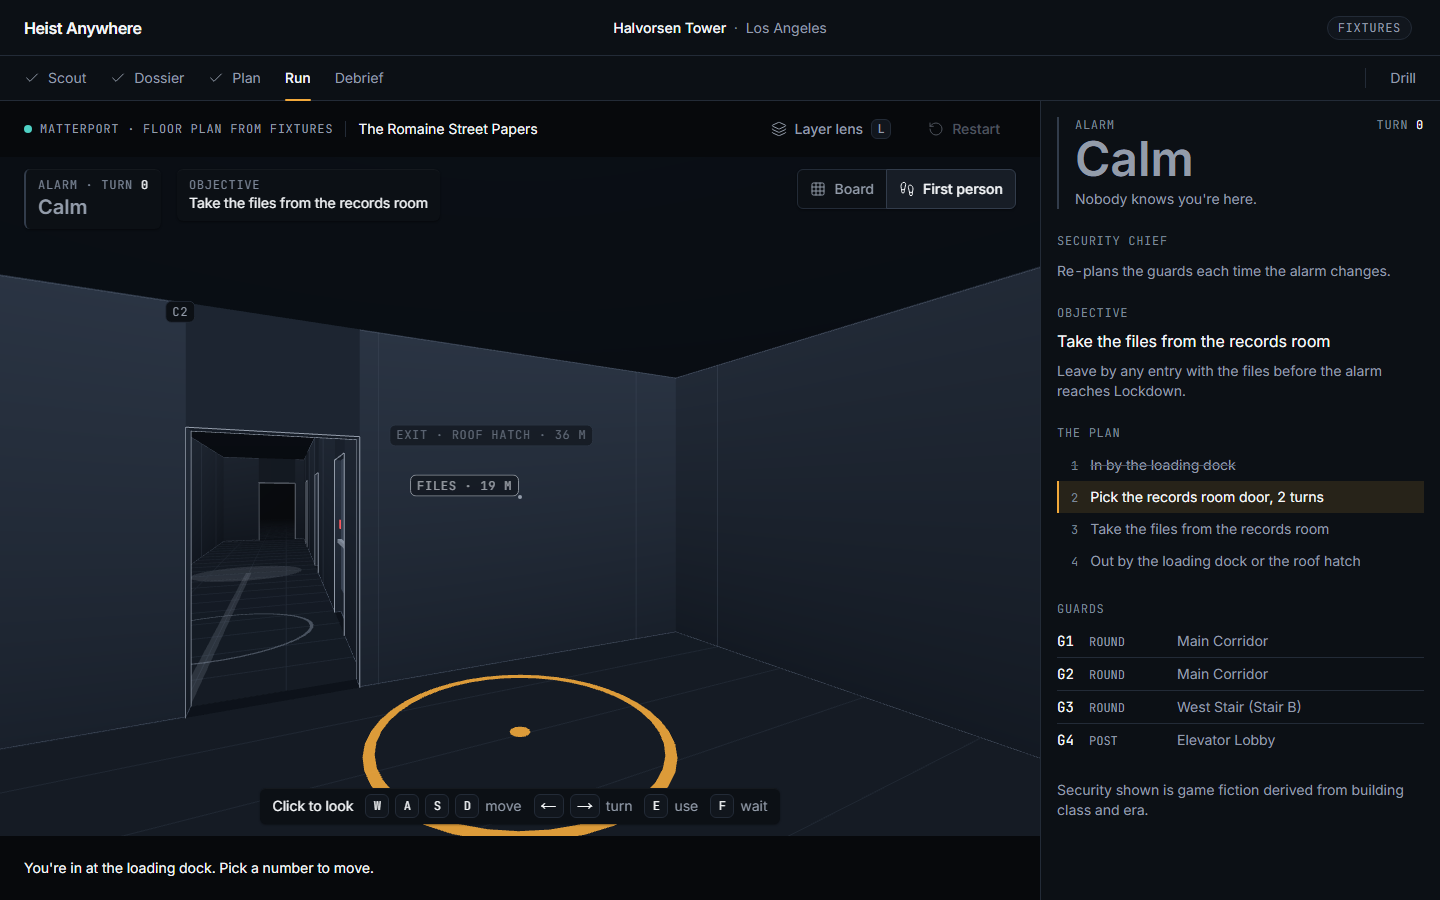 Heist Anywhere
Halvorsen Tower · Los Angeles
FIXTURES
Scout
Dossier
Plan
Run
Debrief
Drill
MATTERPORT · FLOOR PLAN FROM FIXTURES
The Romaine Street Papers
Layer lens L
Restart
ALARM · TURN 0
Calm
OBJECTIVE
Take the files from the records room
Board
First person
C2
EXIT · ROOF HATCH · 36 M
FILES · 19 M
Click to look W A S D move ← → turn E use F wait
You're in at the loading dock. Pick a number to move.
ALARM
TURN 0
Calm
Nobody knows you're here.
SECURITY CHIEF
Re-plans the guards each time the alarm changes.
OBJECTIVE
Take the files from the records room
Leave by any entry with the files before the alarm
reaches Lockdown.
THE PLAN
1 In by the loading dock
2 Pick the records room door, 2 turns
3 Take the files from the records room
4 Out by the loading dock or the roof hatch
GUARDS
G1 ROUND Main Corridor
G2 ROUND Main Corridor
G3 ROUND West Stair (Stair B)
G4 POST Elevator Lobby
Security shown is game fiction derived from building
class and era.